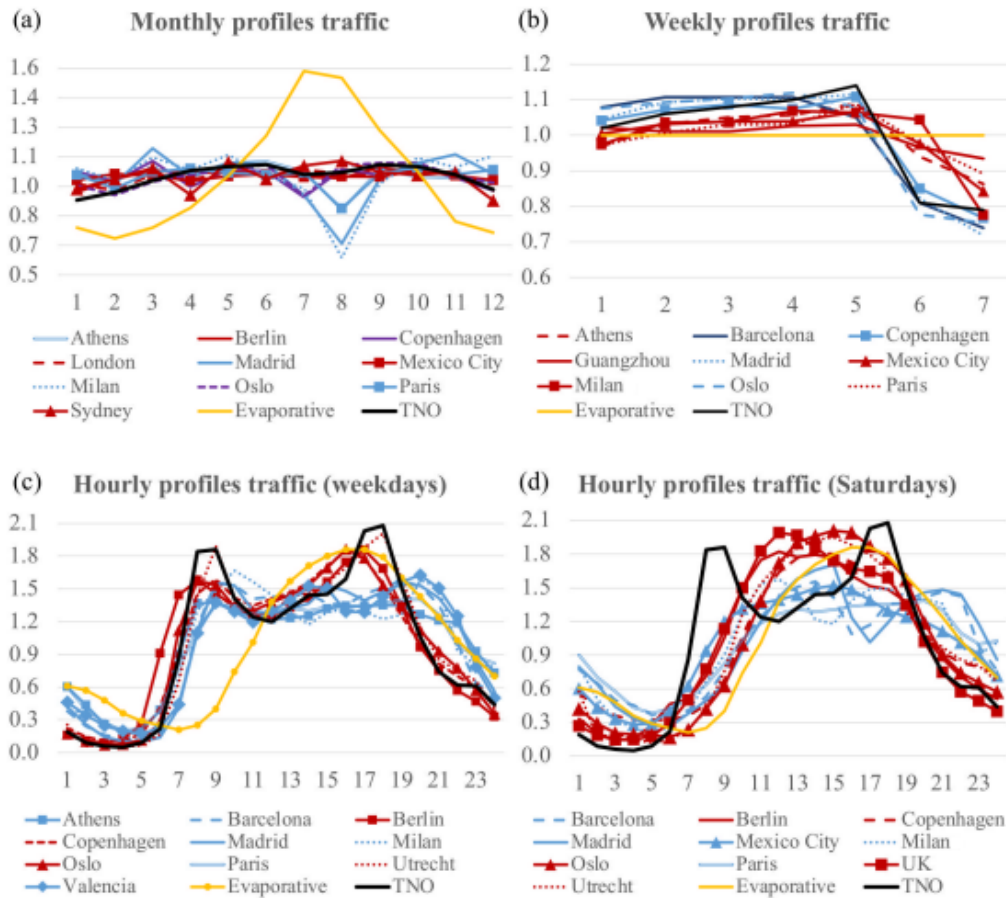 (a) Monthly profiles traffic
1.6
1.4
1.3
1.1
1.0
0.8
0.7
0.5
1 2 3 4 5 6 7 8 9 10 11 12
Athens Berlin Copenhagen
London Madrid Mexico City
Milan Oslo Paris
Sydney Evaporative TNO
(b) Weekly profiles traffic
1.2
1.1
1.0
0.9
0.8
0.7
0.6
1 2 3 4 5 6 7
Athens Barcelona Copenhagen
Guangzhou Madrid Mexico City
Milan Oslo Paris
Evaporative TNO
(c) Hourly profiles traffic (weekdays)
2.1
1.8
1.5
1.2
0.9
0.6
0.3
0.0
1 3 5 7 9 11 13 15 17 19 21 23
Athens Barcelona Berlin
Copenhagen Madrid Milan
Oslo Paris Utrecht
Valencia Evaporative TNO
(d) Hourly profiles traffic (Saturdays)
2.1
1.8
1.5
1.2
0.9
0.6
0.3
0.0
1 3 5 7 9 11 13 15 17 19 21 23
Barcelona Berlin Copenhagen
Madrid Mexico City Milan
Oslo Paris UK
Utrecht Evaporative TNO